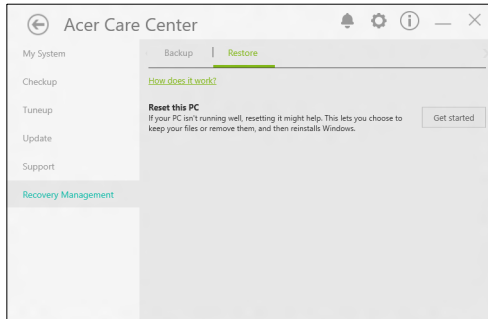 Acer Care Center
My System
Checkup
Tuneup
Update
Support
Recovery Management
Backup | Restore
How does it work?
Reset this PC
If your PC isn't running well, resetting it might help. This lets you choose to
keep your files or remove them, and then reinstalls Windows.
Get started